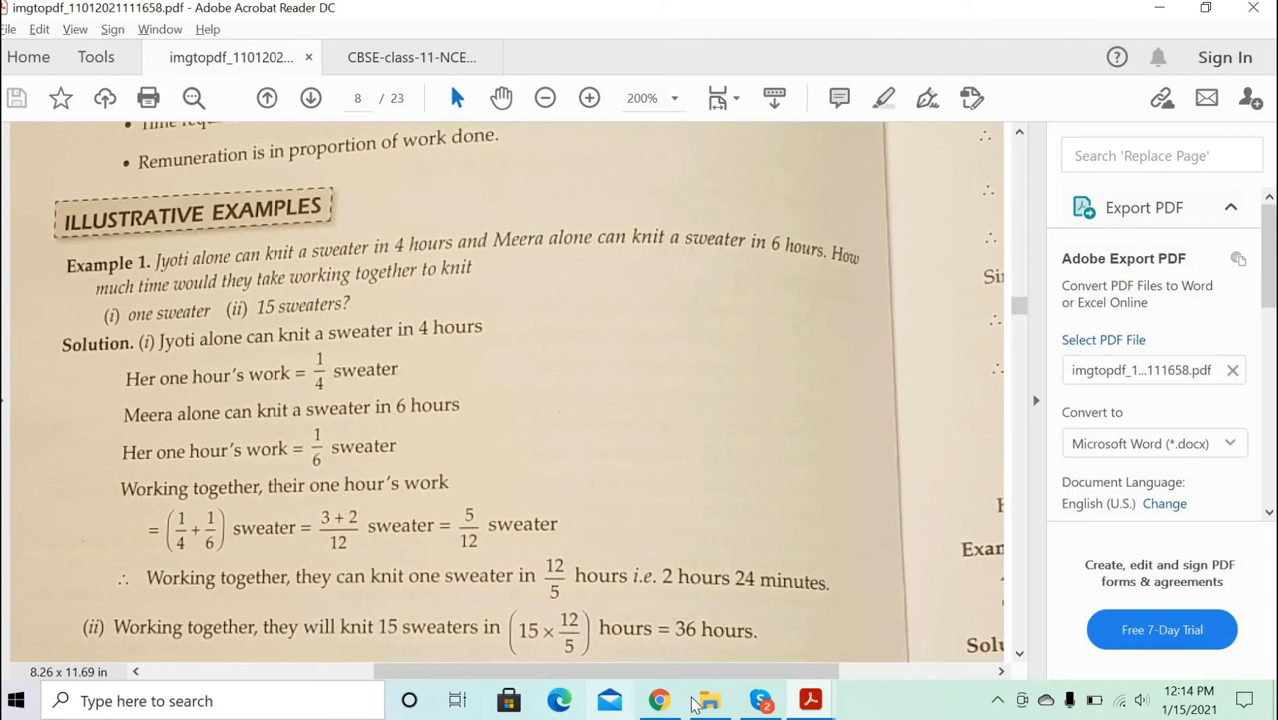 imgtopdf_11012021111658.pdf - Adobe Acrobat Reader DC
File Edit View Sign Window Help
Home Tools imgtopdf_1101202... × CBSE-class-11-NCE... Sign In
8 / 23 200%
• Remuneration is in proportion of work done.
ILLUSTRATIVE EXAMPLES
Example 1. Jyoti alone can knit a sweater in 4 hours and Meera alone can knit a sweater in 6 hours. How
much time would they take working together to knit
(i) one sweater (ii) 15 sweaters?
Solution. (i) Jyoti alone can knit a sweater in 4 hours
Her one hour's work = 1/4 sweater
Meera alone can knit a sweater in 6 hours
Her one hour's work = 1/6 sweater
Working together, their one hour's work
= (1/4 + 1/6) sweater = 3 + 2/12 sweater = 5/12 sweater
∴ Working together, they can knit one sweater in 12/5 hours i.e. 2 hours 24 minutes.
(ii) Working together, they will knit 15 sweaters in (15 × 12/5) hours = 36 hours.
8.26 x 11.69 in
Search 'Replace Page'
Export PDF
Adobe Export PDF
Convert PDF Files to Word
or Excel Online
Select PDF File
imgtopdf_1...111658.pdf
Convert to
Microsoft Word (*.docx)
Document Language:
English (U.S.) Change
Create, edit and sign PDF
forms & agreements
Free 7-Day Trial
Type here to search
2
12:14 PM
1/15/2021